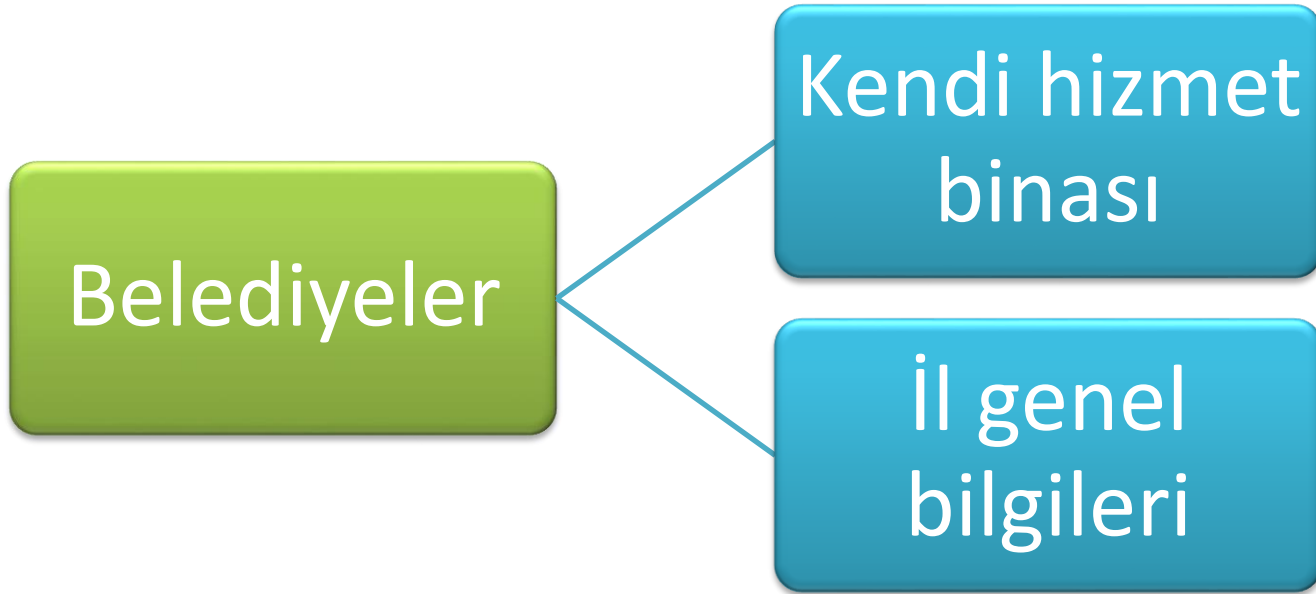 Belediyeler
Kendi hizmet
binası
İl genel
bilgileri